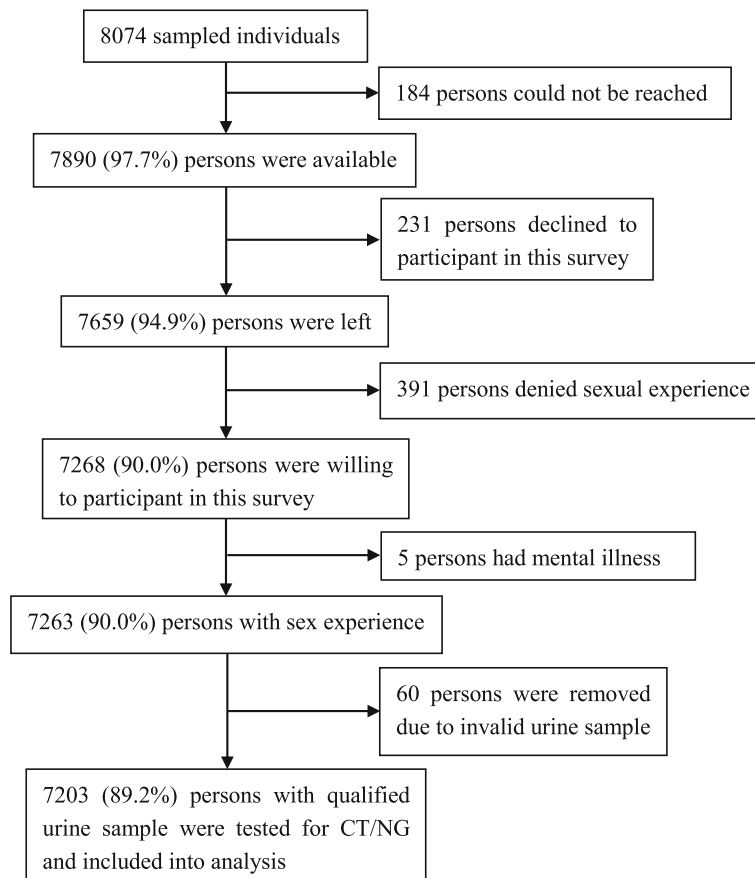 8074 sampled individuals
184 persons could not be reached
7890 (97.7%) persons were available
231 persons declined to
participant in this survey
7659 (94.9%) persons were left
391 persons denied sexual experience
7268 (90.0%) persons were willing
to participant in this survey
5 persons had mental illness
7263 (90.0%) persons with sex experience
60 persons were removed
due to invalid urine sample
7203 (89.2%) persons with qualified
urine sample were tested for CT/NG
and included into analysis